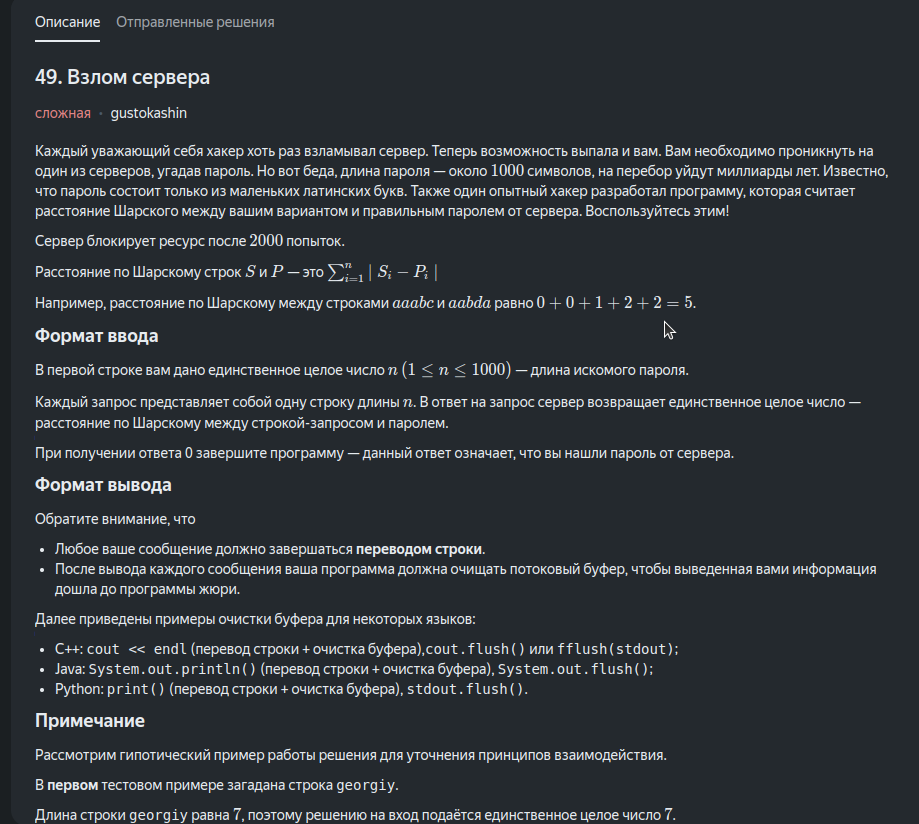 Описание Отправленные решения
49. Взлом сервера
сложная · gustokashin
Каждый уважающий себя хакер хоть раз взламывал сервер. Теперь возможность выпала и вам. Вам необходимо проникнуть на
один из серверов, угадав пароль. Но вот беда, длина пароля — около 1000 символов, на перебор уйдут миллиарды лет. Известно,
что пароль состоит только из маленьких латинских букв. Также один опытный хакер разработал программу, которая считает
расстояние Шарского между вашим вариантом и правильным паролем от сервера. Воспользуйтесь этим!
Сервер блокирует ресурс после 2000 попыток.
Расстояние по Шарскому строк S и P — это ∑ⁿᵢ₌₁ | Sᵢ − Pᵢ |
Например, расстояние по Шарскому между строками aaabc и aabda равно 0 + 0 + 1 + 2 + 2 = 5.
Формат ввода
В первой строке вам дано единственное целое число n (1 ≤ n ≤ 1000) — длина искомого пароля.
Каждый запрос представляет собой одну строку длины n. В ответ на запрос сервер возвращает единственное целое число —
расстояние по Шарскому между строкой-запросом и паролем.
При получении ответа 0 завершите программу — данный ответ означает, что вы нашли пароль от сервера.
Формат вывода
Обратите внимание, что
• Любое ваше сообщение должно завершаться переводом строки.
• После вывода каждого сообщения ваша программа должна очищать потоковый буфер, чтобы выведенная вами информация
дошла до программы жюри.
Далее приведены примеры очистки буфера для некоторых языков:
• C++: cout << endl (перевод строки + очистка буфера),cout.flush() или fflush(stdout);
• Java: System.out.println() (перевод строки + очистка буфера), System.out.flush();
• Python: print() (перевод строки + очистка буфера), stdout.flush().
Примечание
Рассмотрим гипотический пример работы решения для уточнения принципов взаимодействия.
В первом тестовом примере загадана строка georgiy.
Длина строки georgiy равна 7, поэтому решению на вход подаётся единственное целое число 7.